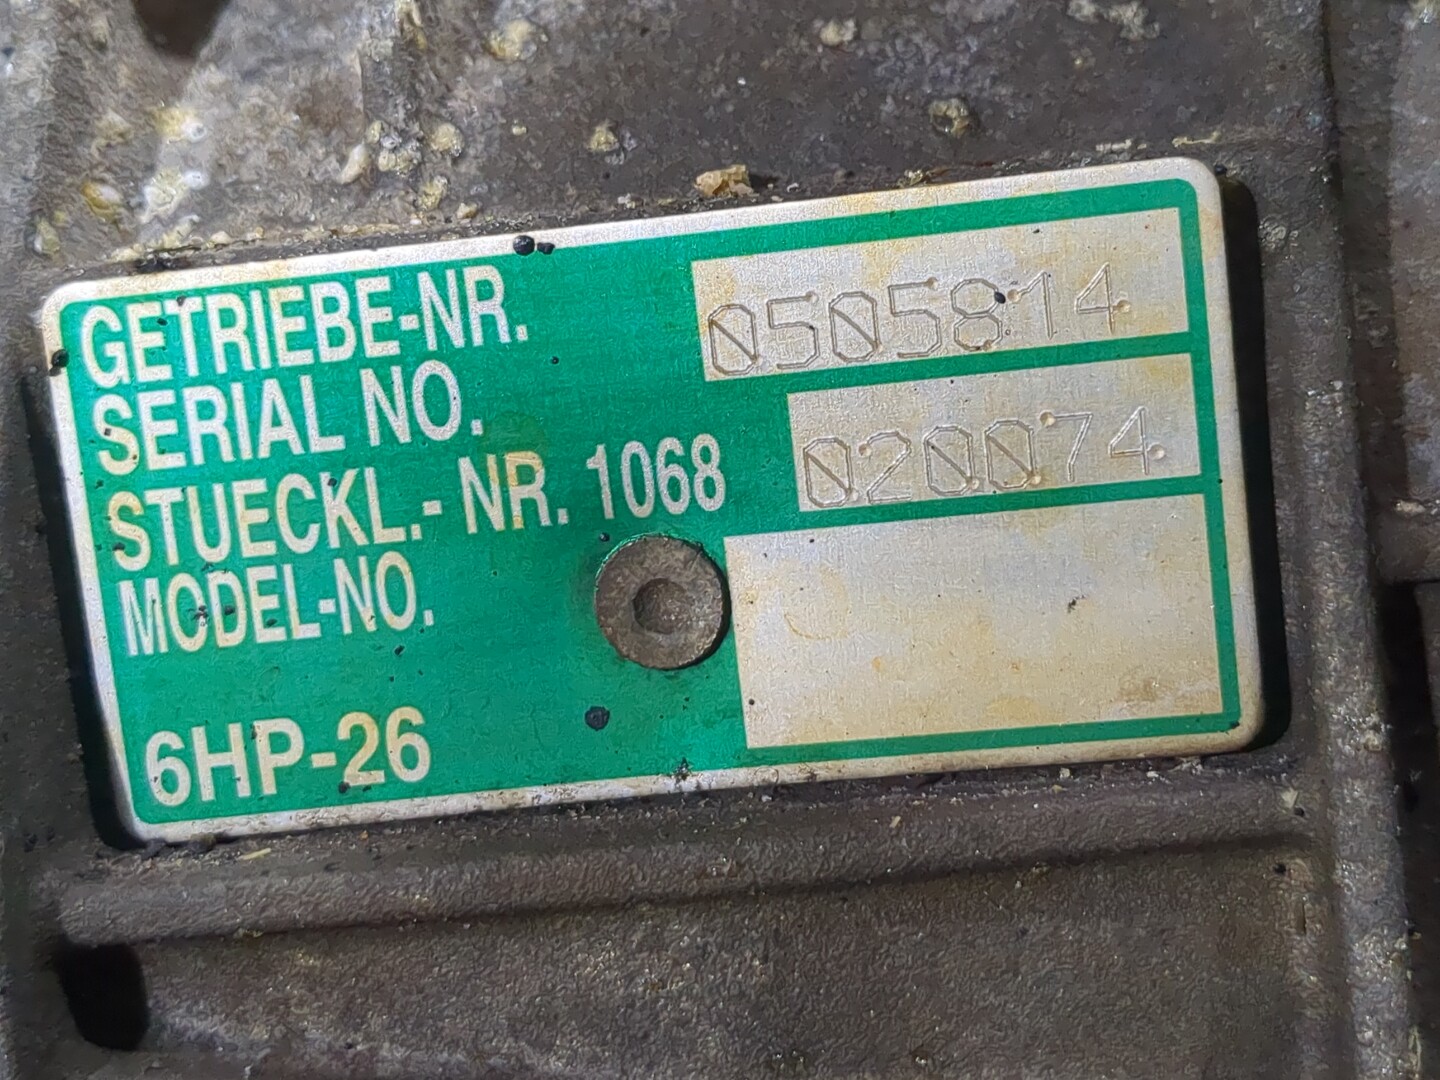 GETRIEBE-NR.
SERIAL NO. 0505814
STUECKL.- NR. 1068 020074
MODEL-NO.
6HP-26